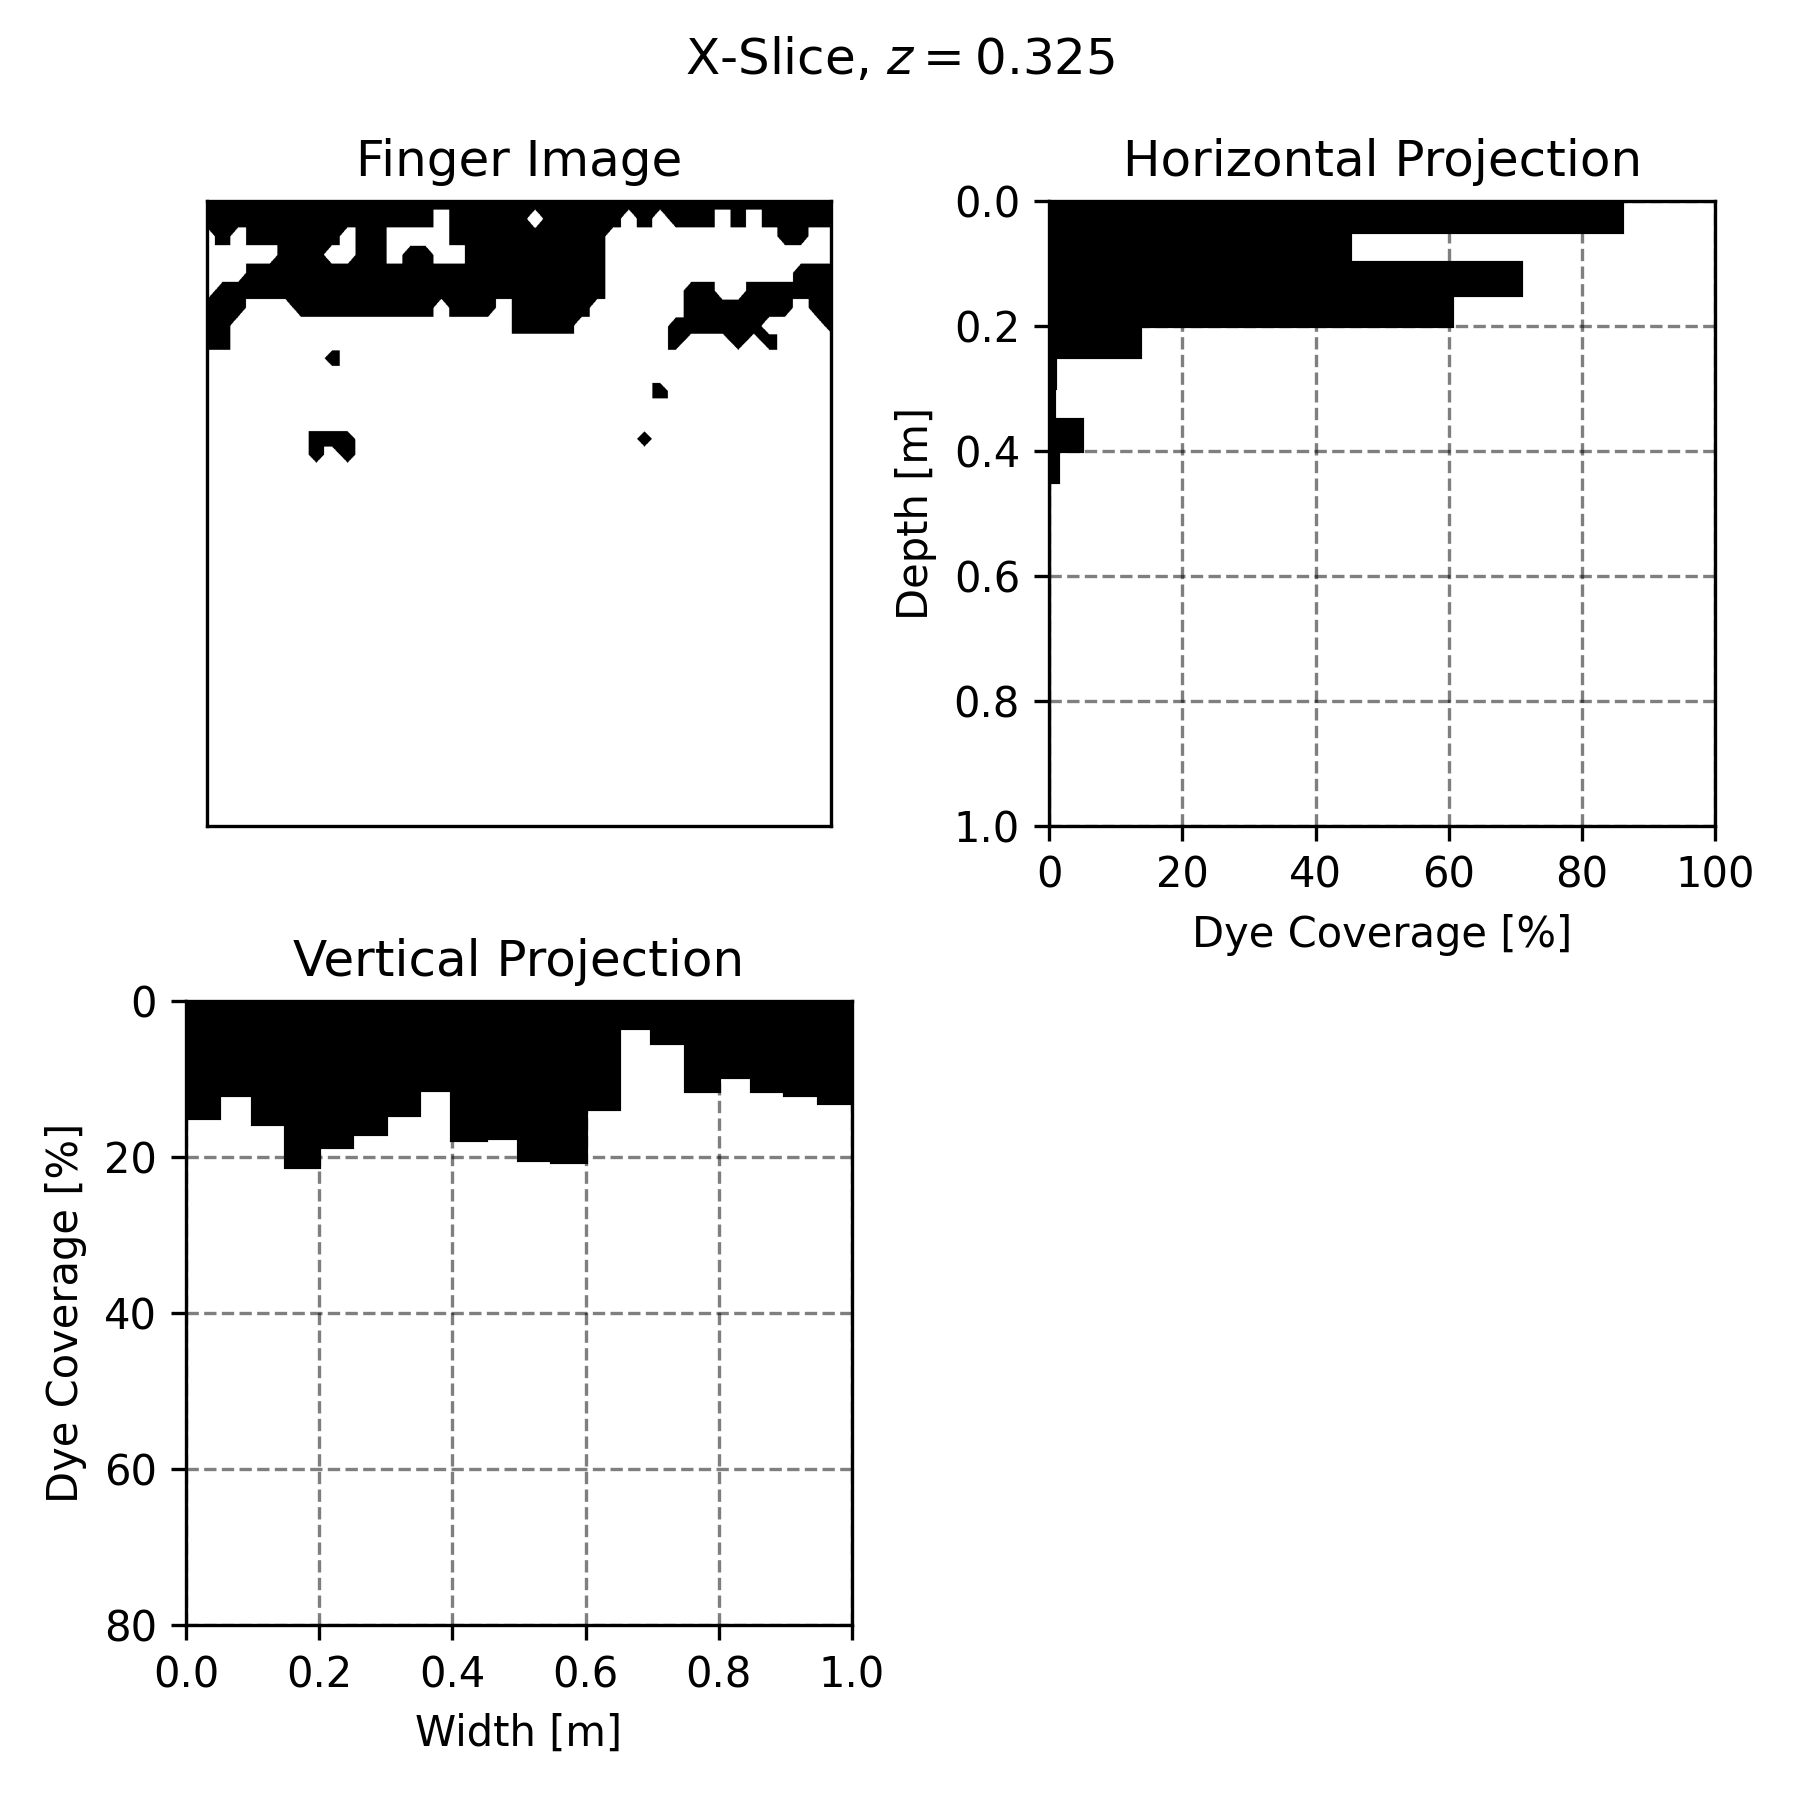 X-Slice, z = 0.325
Finger Image
Horizontal Projection
0.0
0.2
0.4
0.6
0.8
1.0
Depth [m]
0 20 40 60 80 100
Dye Coverage [%]
Vertical Projection
0
20
40
60
80
Dye Coverage [%]
0.0 0.2 0.4 0.6 0.8 1.0
Width [m]